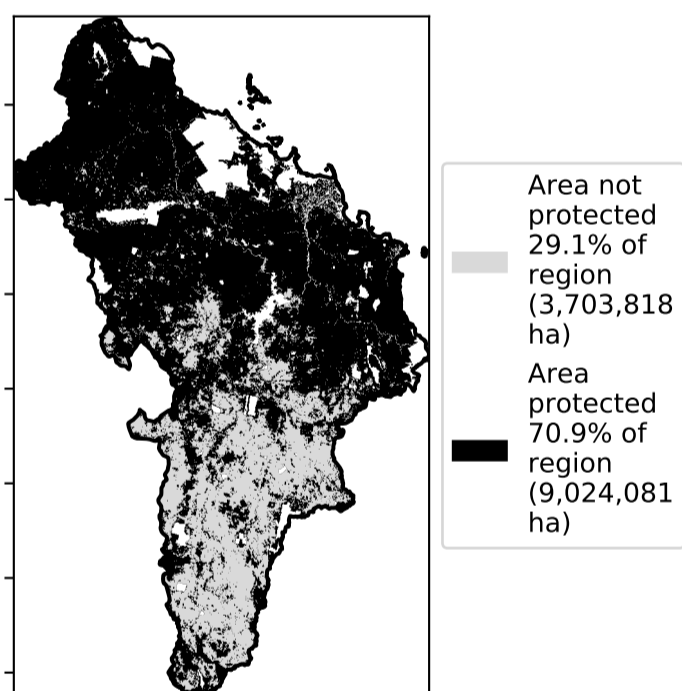 Area not
protected
29.1% of
region
(3,703,818
ha)
Area
protected
70.9% of
region
(9,024,081
ha)